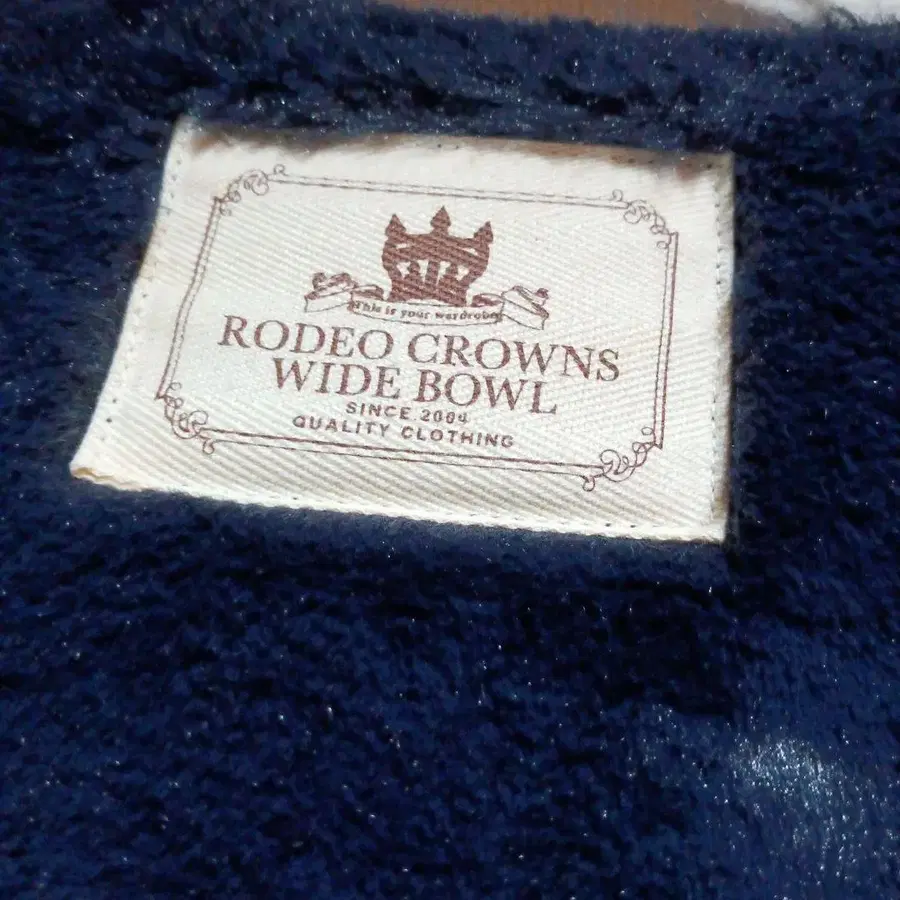 This is your wardrobe
RODEO CROWNS
WIDE BOWL
SINCE 2004
QUALITY CLOTHING